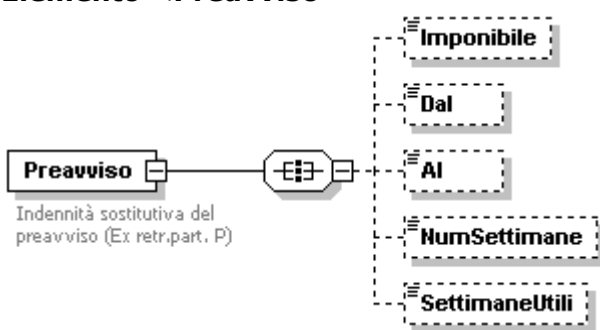 Elemento <Preavviso>
Imponibile
Dal
Preavviso
Al
Indennità sostitutiva del
preavviso (Ex retr.part. P)
NumSettimane
SettimaneUtili